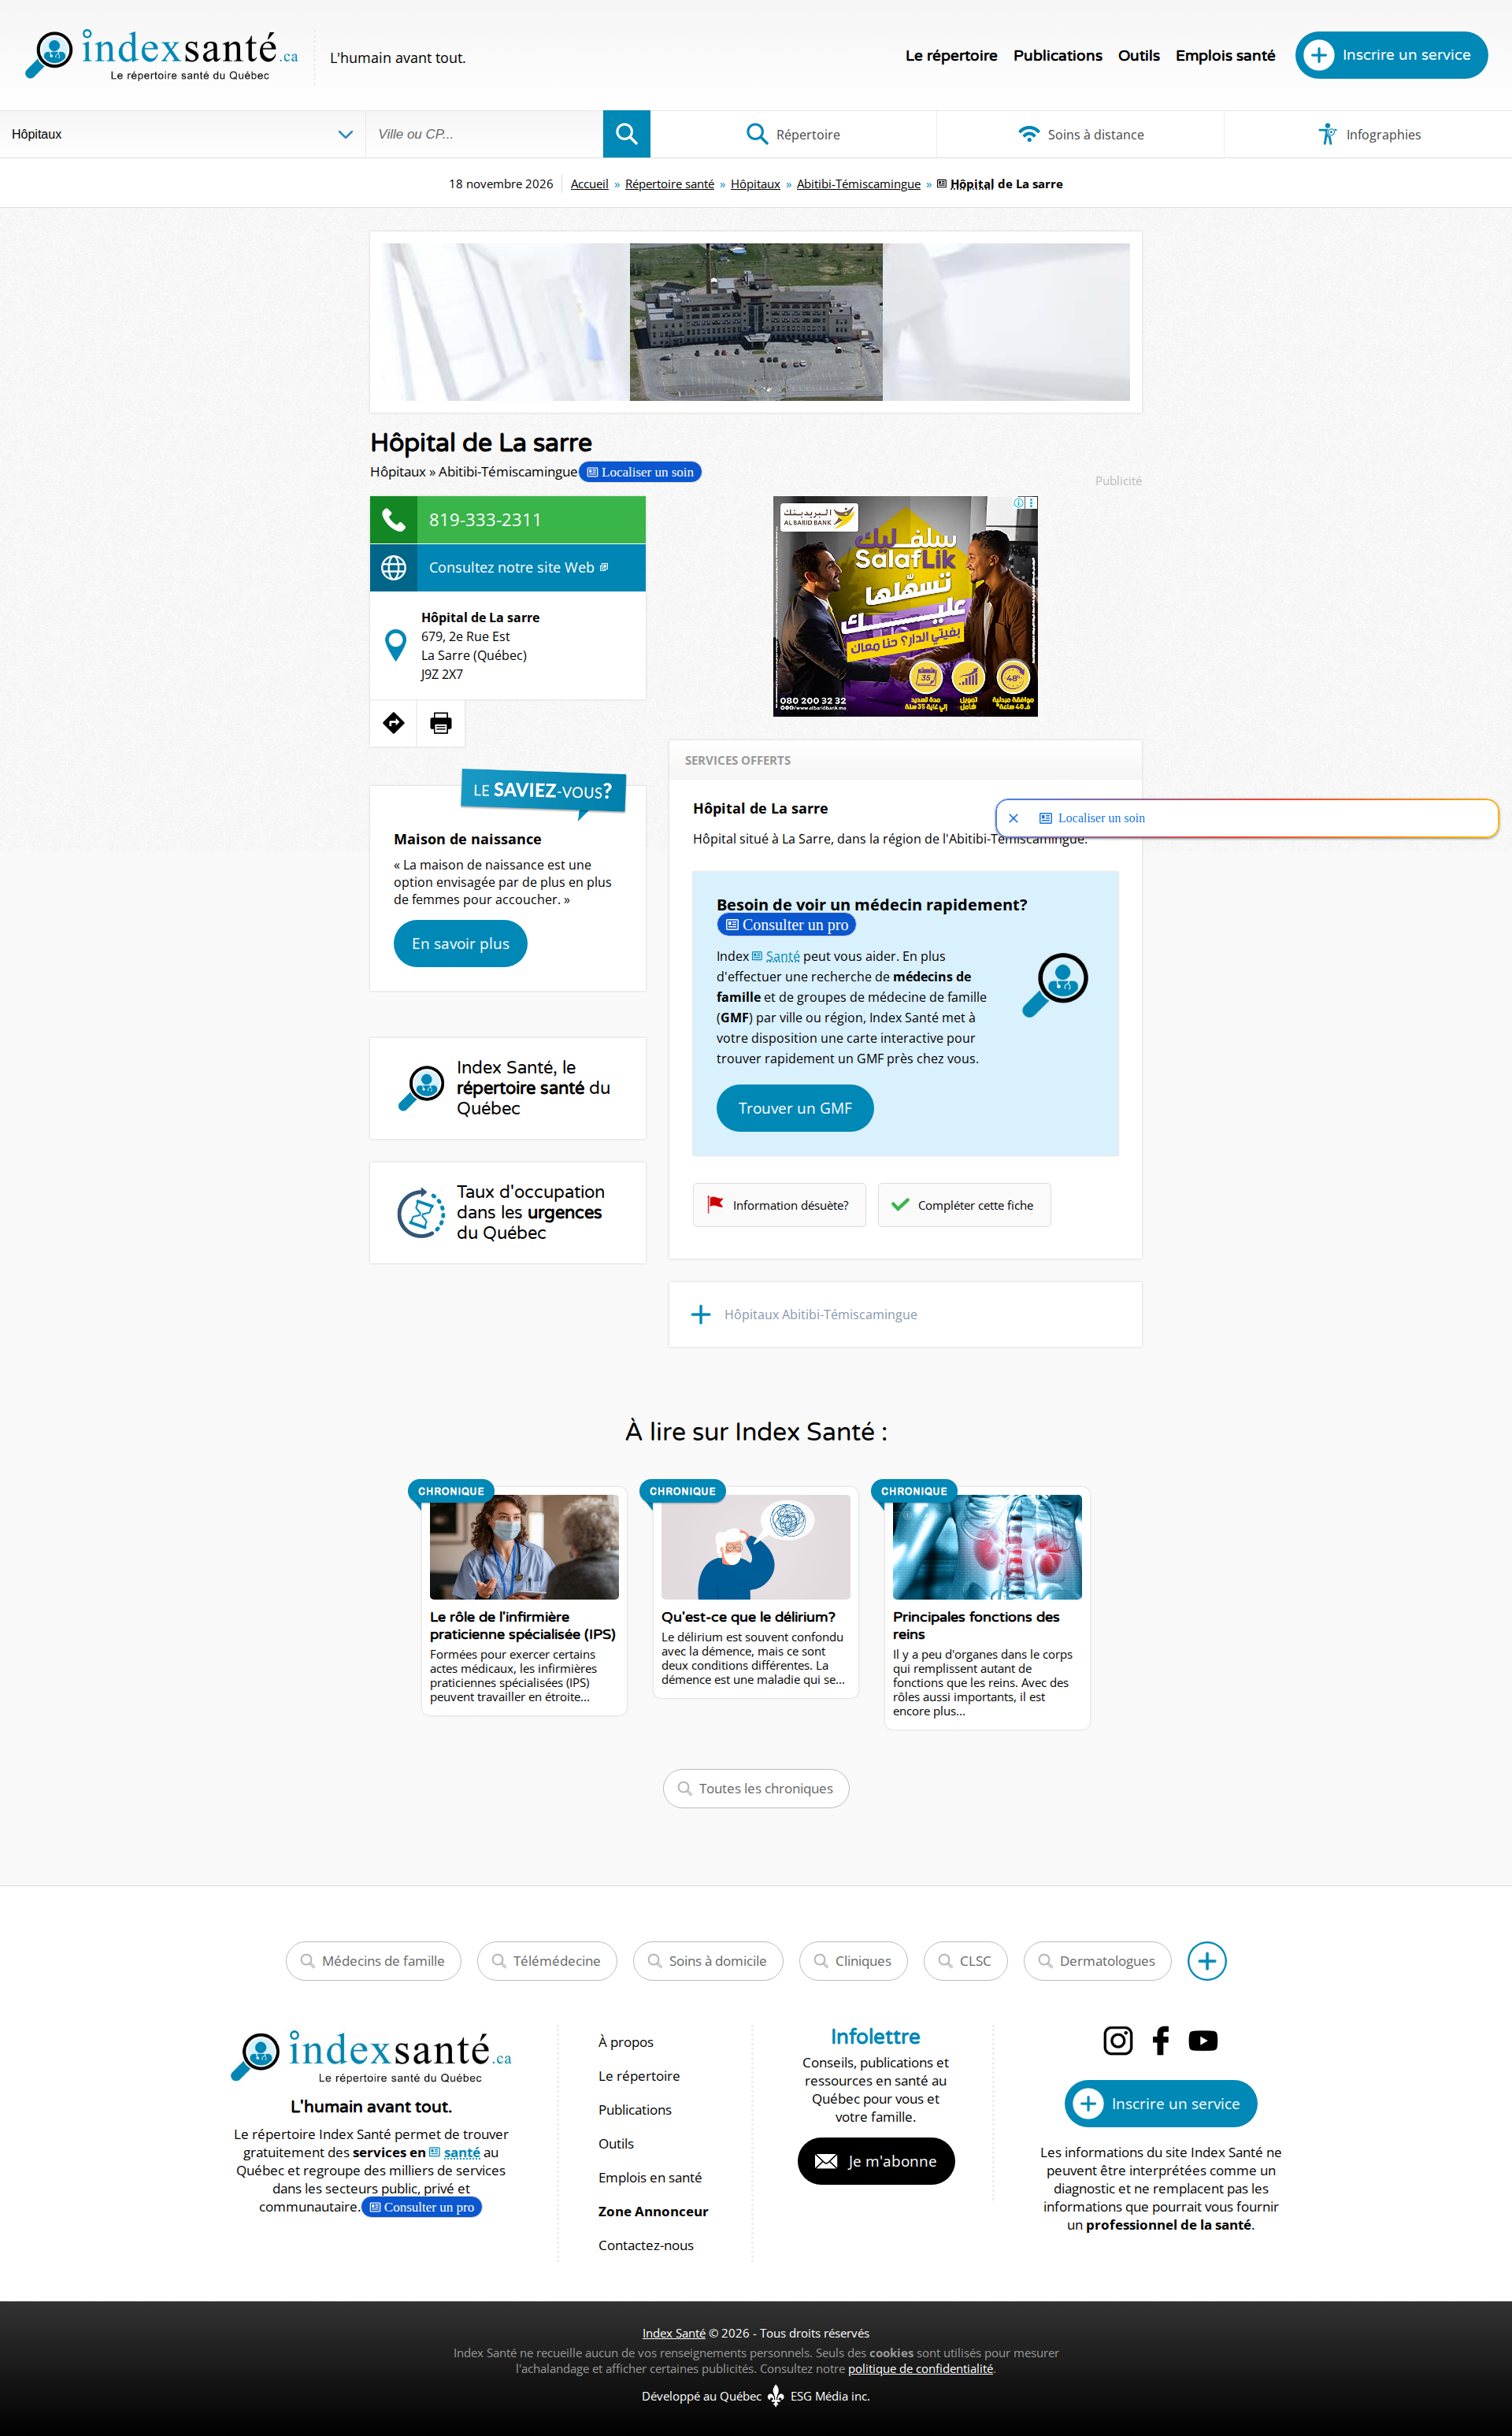 indexsanté.ca
Le répertoire santé du Québec
L'humain avant tout.
Le répertoire
Publications
Outils
Emplois santé
Inscrire un service
Hôpitaux
Ville ou CP...
Répertoire
Soins à distance
Infographies
18 novembre 2026
Accueil » Répertoire santé » Hôpitaux » Abitibi-Témiscamingue » Hôpital de La sarre
Hôpital de La sarre
Hôpitaux » Abitibi-Témiscamingue Localiser un soin
Publicité
819-333-2311
Consultez notre site Web
Hôpital de La sarre
679, 2e Rue Est
La Sarre (Québec)
J9Z 2X7
البريد بنك
AL BARID BANK
سلفليك
SalafLik
تسهلها
عليك
بغيتي الدار؟ حنا معاك
35
48
080 200 32 32
www.albaridbank.ma
LE SAVIEZ-VOUS?
Maison de naissance
« La maison de naissance est une
option envisagée par de plus en plus
de femmes pour accoucher. »
En savoir plus
Index Santé, le
répertoire santé du
Québec
Taux d'occupation
dans les urgences
du Québec
SERVICES OFFERTS
Hôpital de La sarre
Hôpital situé à La Sarre, dans la région de l'Abitibi-Témiscamingue.
Localiser un soin
Besoin de voir un médecin rapidement?
Consulter un pro
Index Santé peut vous aider. En plus
d'effectuer une recherche de médecins de
famille et de groupes de médecine de famille
(GMF) par ville ou région, Index Santé met à
votre disposition une carte interactive pour
trouver rapidement un GMF près chez vous.
Trouver un GMF
Information désuète?
Compléter cette fiche
Hôpitaux Abitibi-Témiscamingue
À lire sur Index Santé :
CHRONIQUE
Le rôle de l'infirmière
praticienne spécialisée (IPS)
Formées pour exercer certains
actes médicaux, les infirmières
praticiennes spécialisées (IPS)
peuvent travailler en étroite...
CHRONIQUE
Qu'est-ce que le délirium?
Le délirium est souvent confondu
avec la démence, mais ce sont
deux conditions différentes. La
démence est une maladie qui se...
CHRONIQUE
Principales fonctions des
reins
Il y a peu d'organes dans le corps
qui remplissent autant de
fonctions que les reins. Avec des
rôles aussi importants, il est
encore plus...
Toutes les chroniques
Médecins de famille
Télémédecine
Soins à domicile
Cliniques
CLSC
Dermatologues
indexsanté.ca
Le répertoire santé du Québec
L'humain avant tout.
Le répertoire Index Santé permet de trouver
gratuitement des services en santé au
Québec et regroupe des milliers de services
dans les secteurs public, privé et
communautaire. Consulter un pro
À propos
Le répertoire
Publications
Outils
Emplois en santé
Zone Annonceur
Contactez-nous
Infolettre
Conseils, publications et
ressources en santé au
Québec pour vous et
votre famille.
Je m'abonne
Inscrire un service
Les informations du site Index Santé ne
peuvent être interprétées comme un
diagnostic et ne remplacent pas les
informations que pourrait vous fournir
un professionnel de la santé.
Index Santé © 2026 - Tous droits réservés
Index Santé ne recueille aucun de vos renseignements personnels. Seuls des cookies sont utilisés pour mesurer
l'achalandage et afficher certaines publicités. Consultez notre politique de confidentialité.
Développé au Québec ESG Média inc.